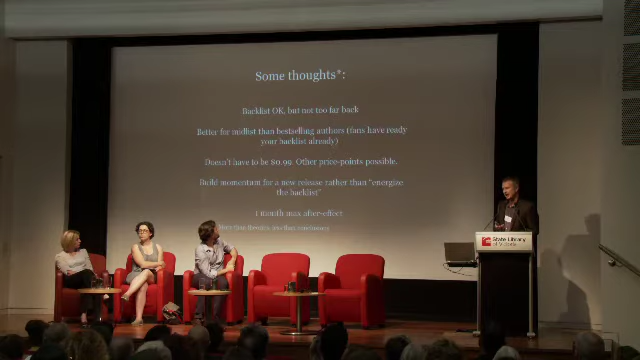 Some thoughts*:
Backlist OK, but not too far back
Better for midlist than bestselling authors (fans have ready
your backlist already)
Doesn't have to be $0.99. Other price-points possible.
Build momentum for a new release rather than "energize
the backlist"
1 month max after-effect
State Library
of Victoria